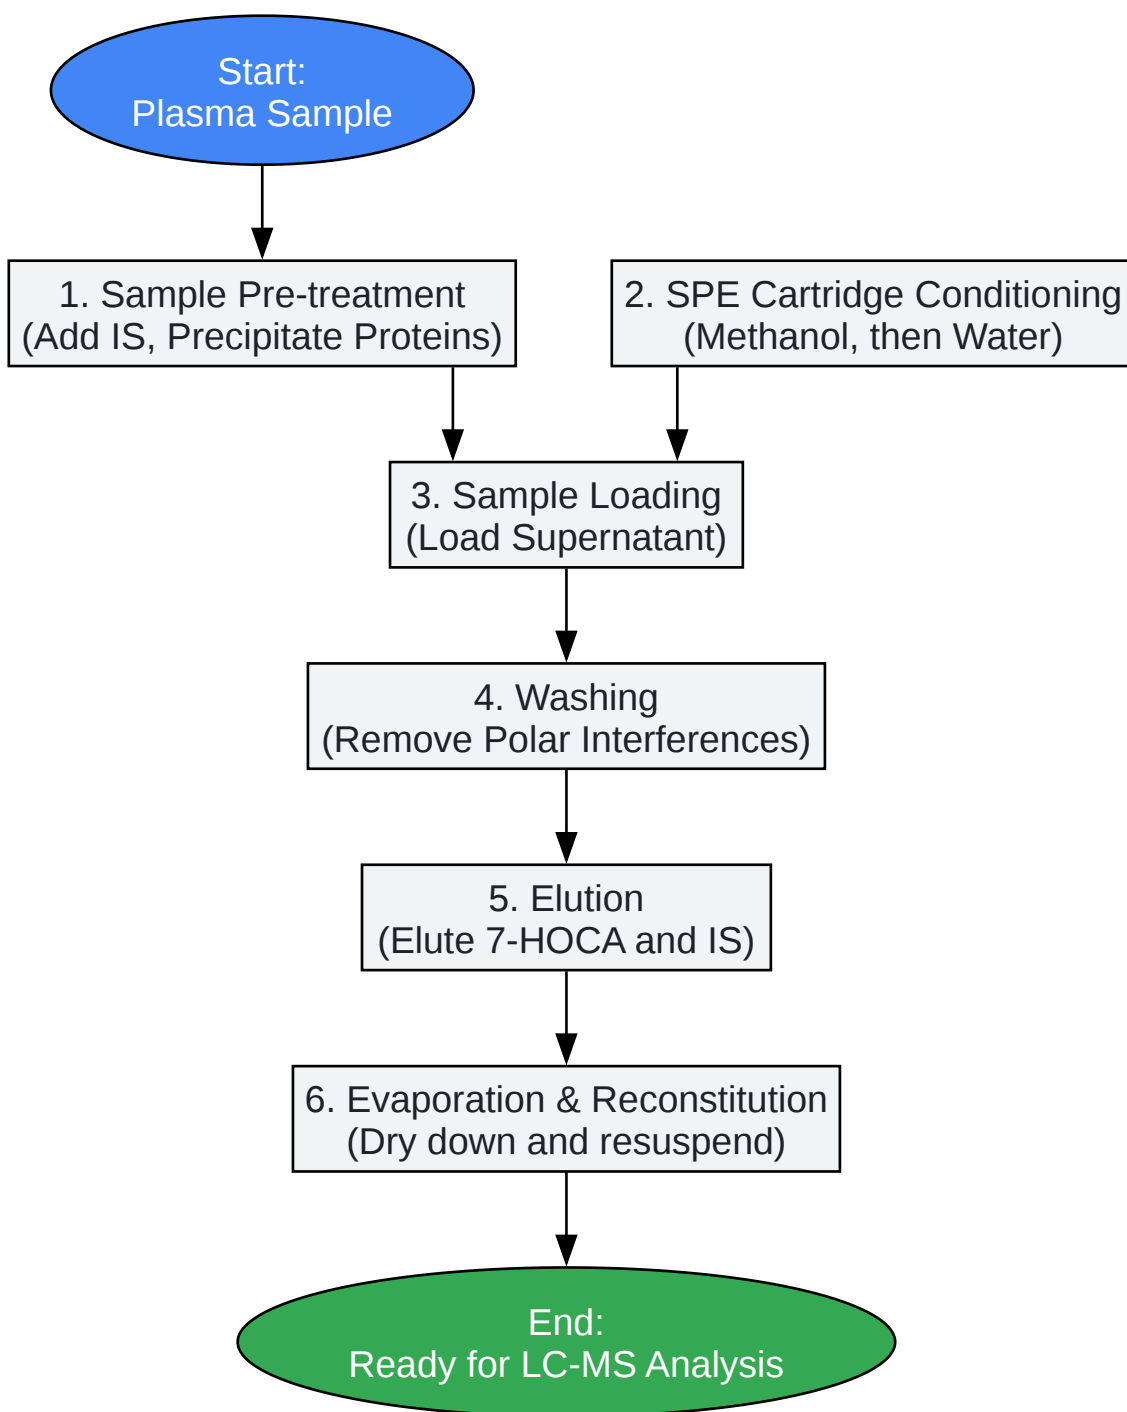 Start:
Plasma Sample
1. Sample Pre-treatment
(Add IS, Precipitate Proteins)
2. SPE Cartridge Conditioning
(Methanol, then Water)
3. Sample Loading
(Load Supernatant)
4. Washing
(Remove Polar Interferences)
5. Elution
(Elute 7-HOCA and IS)
6. Evaporation & Reconstitution
(Dry down and resuspend)
End:
Ready for LC-MS Analysis